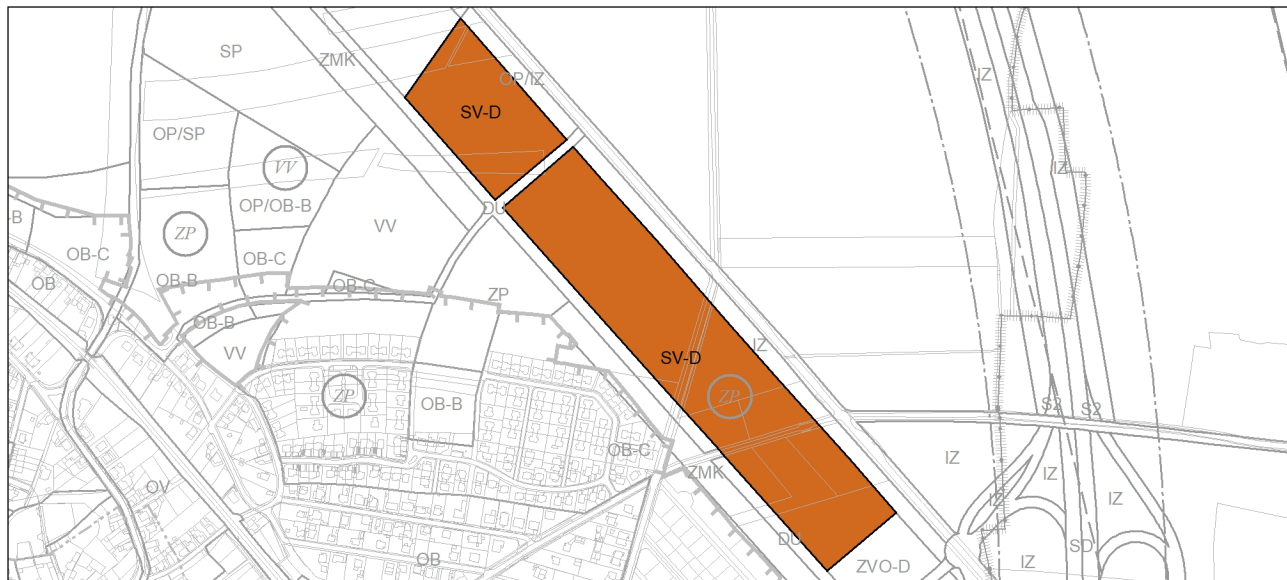 SP
ZMK
OP/IZ
IZ
SV-D
OP/SP
VV
IZ
OP/OB-B
DU
-B
ZP
VV
OB-C
OB-C
OB
OB-B
OB-C
ZP
OB-B
VV
IZ
SV-D
ZP
ZP
OB-B
S2
S2
OB-C
ZMK
IZ
IZ
OV
IZ
IZ
DU
SD
OB
ZVO-D
IZ